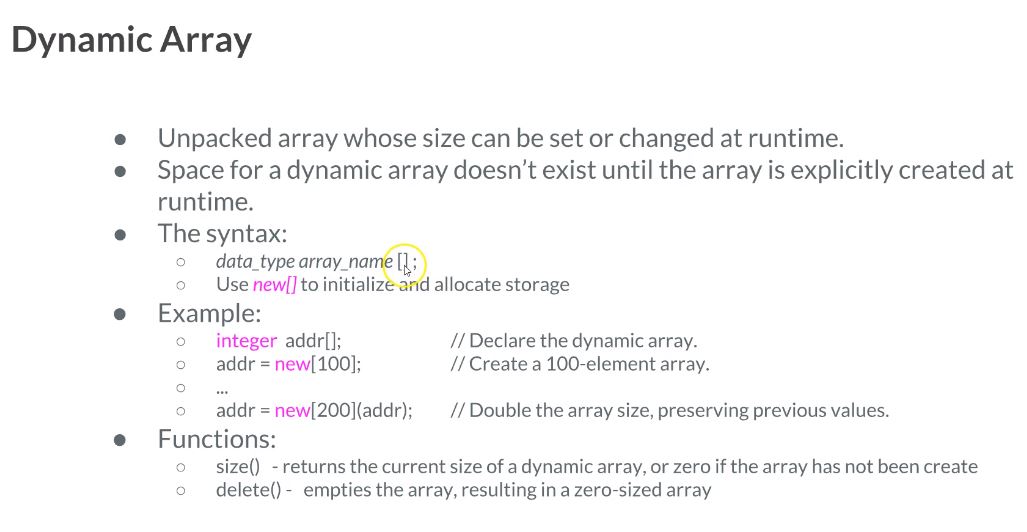 Dynamic Array
● Unpacked array whose size can be set or changed at runtime.
● Space for a dynamic array doesn’t exist until the array is explicitly created at
runtime.
● The syntax:
○ data_type array_name [] ;
○ Use new[] to initialize and allocate storage
● Example:
○ integer addr[]; // Declare the dynamic array.
○ addr = new[100]; // Create a 100-element array.
○ ...
○ addr = new[200](addr); // Double the array size, preserving previous values.
● Functions:
○ size() - returns the current size of a dynamic array, or zero if the array has not been create
○ delete() - empties the array, resulting in a zero-sized array